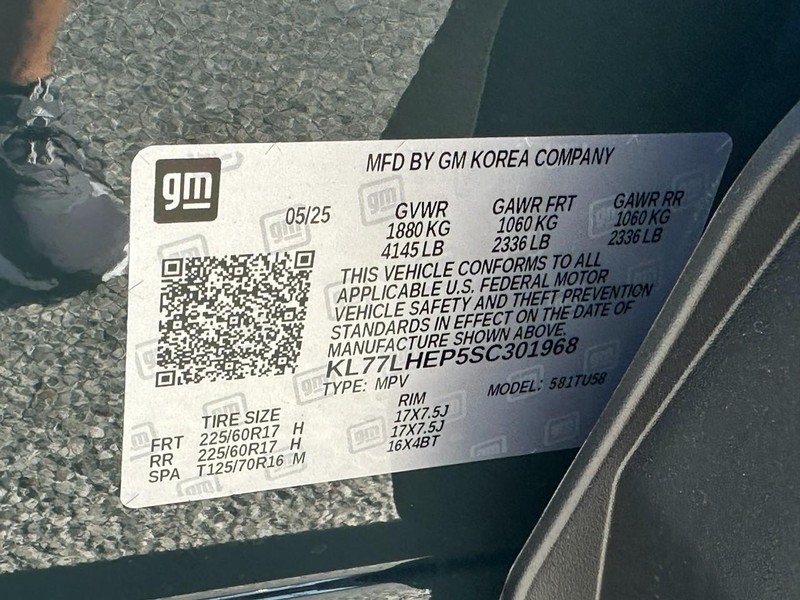 MFD BY GM KOREA COMPANY
gm
05/25 GVWR GAWR FRT GAWR RR
1880 KG 1060 KG 1060 KG
4145 LB 2336 LB 2336 LB
THIS VEHICLE CONFORMS TO ALL
APPLICABLE U.S. FEDERAL MOTOR
VEHICLE SAFETY AND THEFT PREVENTION
STANDARDS IN EFFECT ON THE DATE OF
MANUFACTURE SHOWN ABOVE.
KL77LHEP5SC301968
TYPE: MPV MODEL: 581TU58
TIRE SIZE RIM
FRT 225/60R17 H 17X7.5J
RR 225/60R17 H 17X7.5J
SPA T125/70R16 M 16X4BT